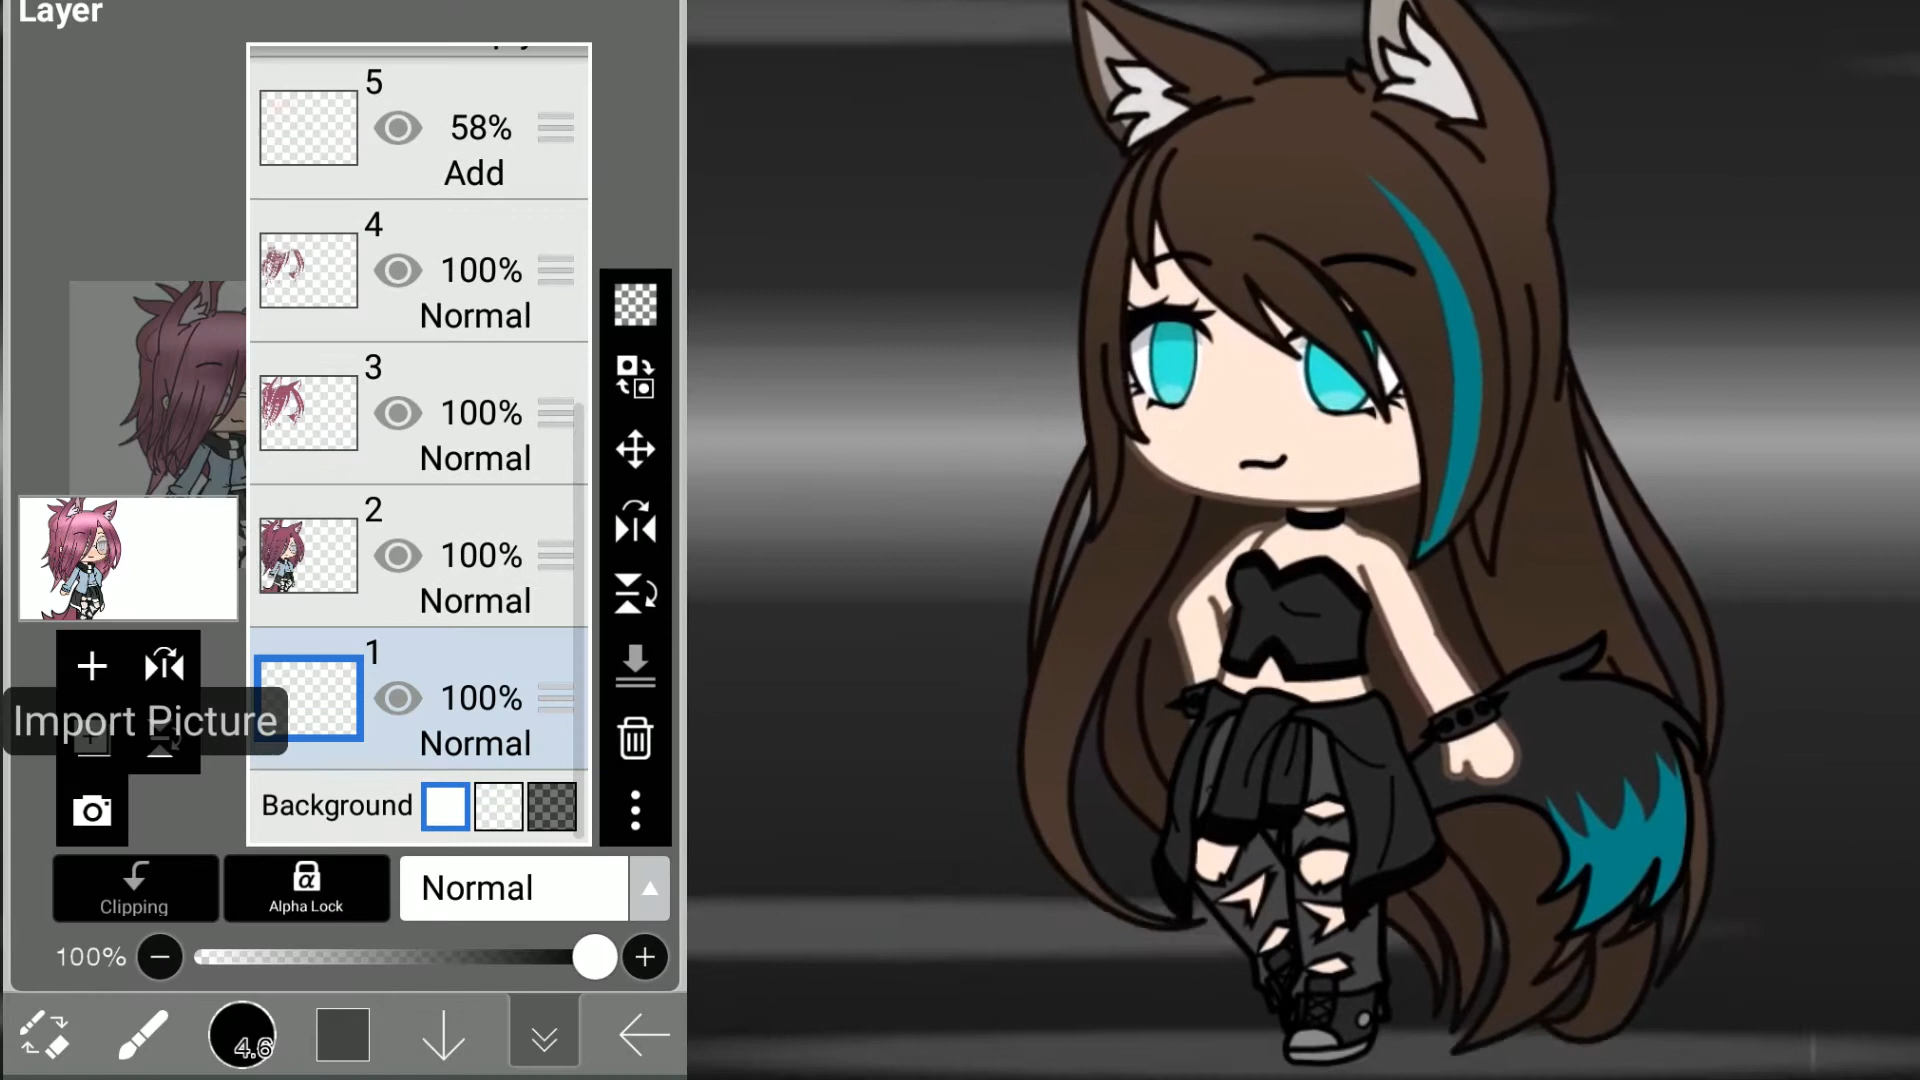 Layer
5
58%
Add
4
100%
Normal
3
100%
Normal
2
100%
Normal
1
100%
Normal
Import Picture
Background
Clipping
α
Alpha Lock
Normal
100%
4.6